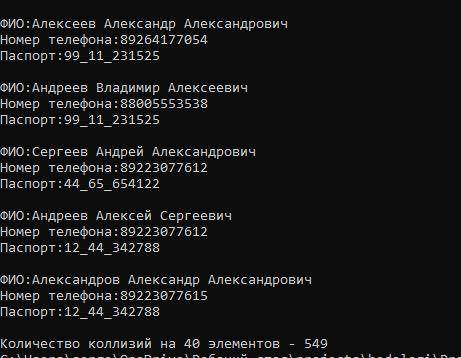 ФИО:Алексеев Александр Александрович
Номер телефона:89264177054
Паспорт:99_11_231525
ФИО:Андреев Владимир Алексеевич
Номер телефона:88005553538
Паспорт:99_11_231525
ФИО:Сергеев Андрей Александрович
Номер телефона:89223077612
Паспорт:44_65_654122
ФИО:Андреев Алексей Сергеевич
Номер телефона:89223077612
Паспорт:12_44_342788
ФИО:Александров Александр Александрович
Номер телефона:89223077615
Паспорт:12_44_342788
Количество коллизий на 40 элементов - 549